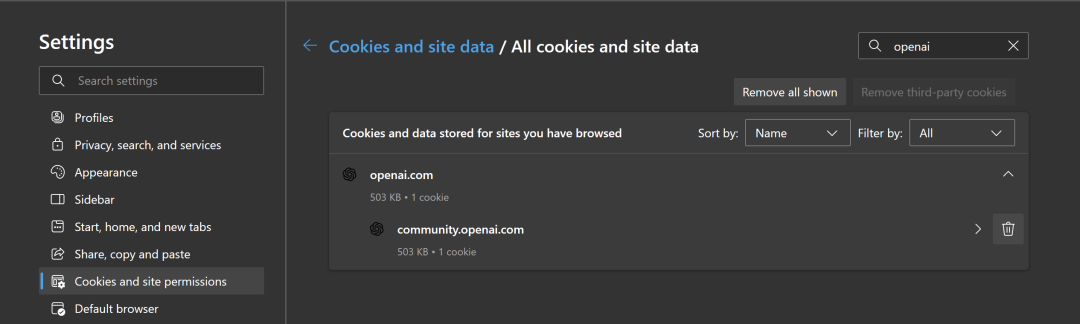 Settings
Search settings
Profiles
Privacy, search, and services
Appearance
Sidebar
Start, home, and new tabs
Share, copy and paste
Cookies and site permissions
Default browser
Cookies and site data / All cookies and site data
openai
Remove all shown
Remove third-party cookies
Cookies and data stored for sites you have browsed
Sort by: Name
Filter by: All
openai.com
503 KB • 1 cookie
community.openai.com
503 KB • 1 cookie